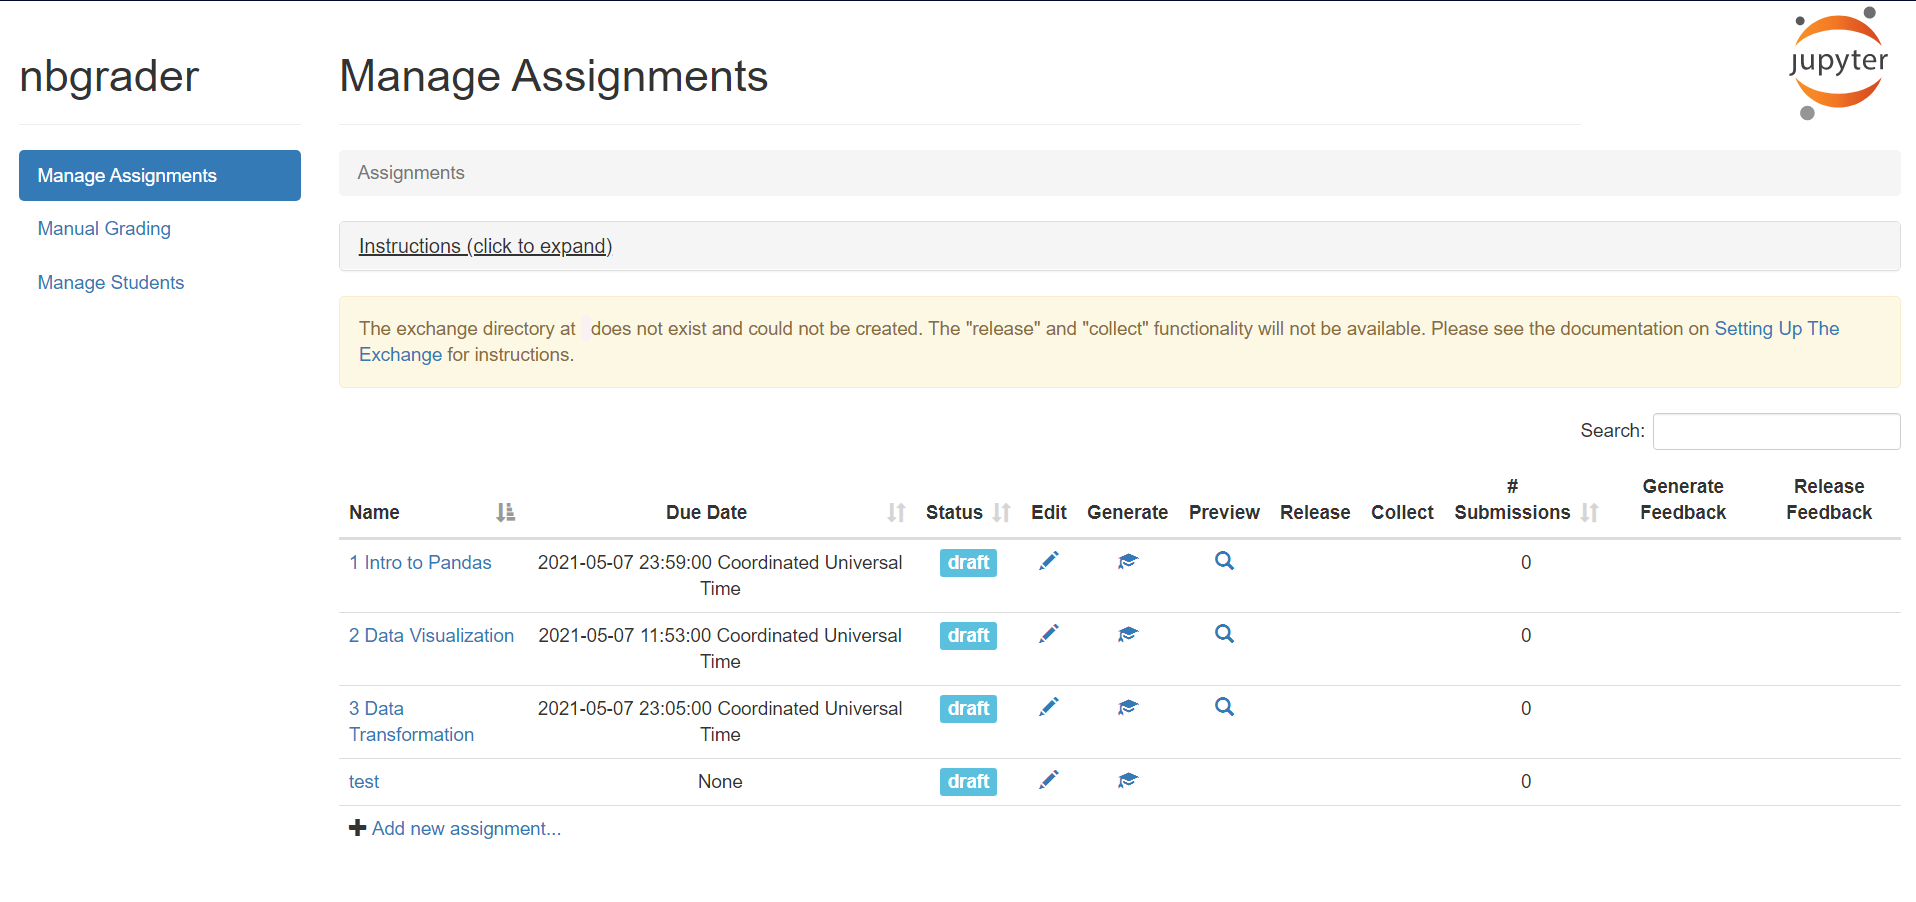 nbgrader
Manage Assignments
jupyter
Manage Assignments
Manual Grading
Manage Students
Assignments
Instructions (click to expand)
The exchange directory at does not exist and could not be created. The "release" and "collect" functionality will not be available. Please see the documentation on Setting Up The
Exchange for instructions.
Search:
Name Due Date Status Edit Generate Preview Release Collect # Submissions Generate Feedback Release Feedback
1 Intro to Pandas 2021-05-07 23:59:00 Coordinated Universal Time draft 0
2 Data Visualization 2021-05-07 11:53:00 Coordinated Universal Time draft 0
3 Data Transformation 2021-05-07 23:05:00 Coordinated Universal Time draft 0
test None draft 0
Add new assignment...